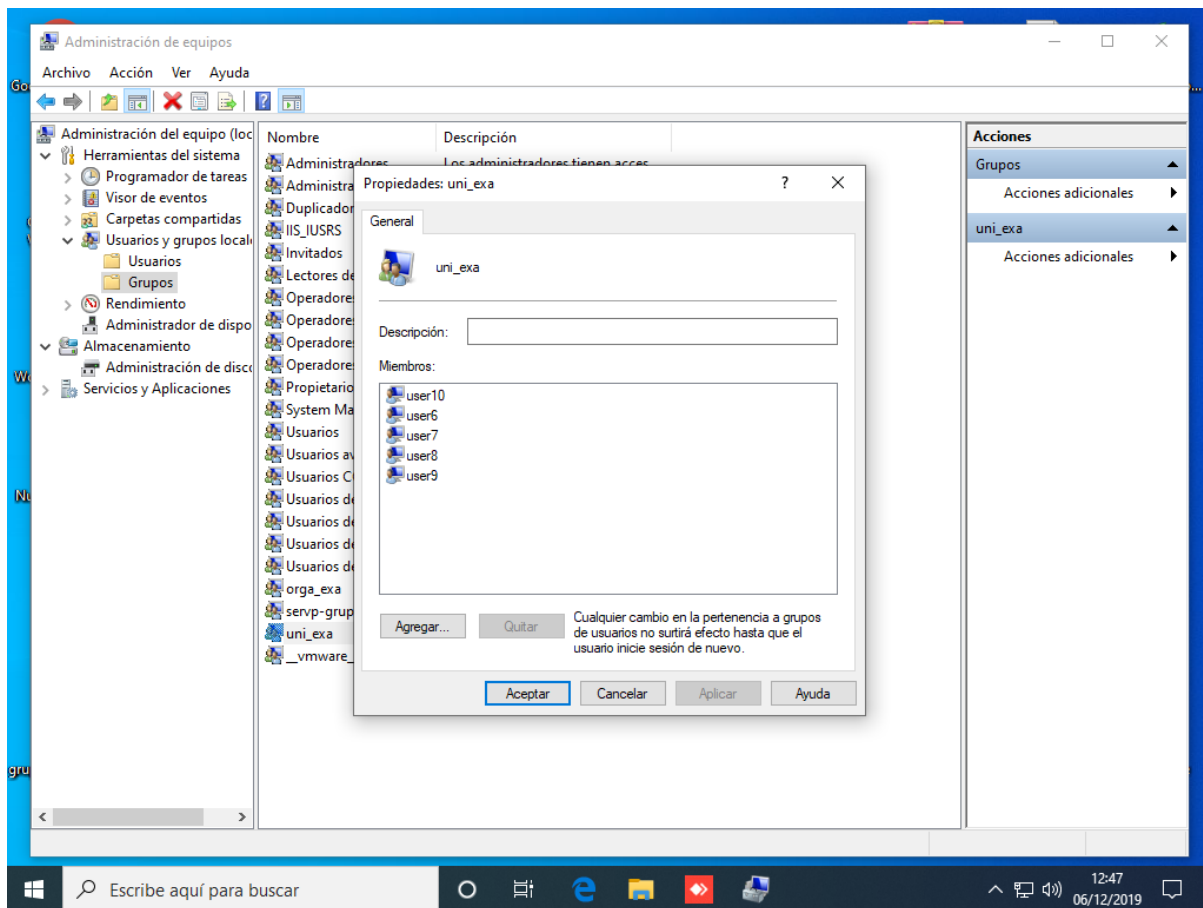 Administración de equipos
Archivo Acción Ver Ayuda
Administración del equipo (loc
Herramientas del sistema
Programador de tareas
Visor de eventos
Carpetas compartidas
Usuarios y grupos locale
Usuarios
Grupos
Rendimiento
Administrador de dispo
Almacenamiento
Administración de disco
Servicios y Aplicaciones
Nombre Descripción
Administradores Los administradores tienen acces
Administra
Duplicador
IIS_IUSRS
Invitados
Lectores de
Operadores
Operadores
Operadores
Operadores
Propietario
System Ma
Usuarios
Usuarios av
Usuarios C
Usuarios de
Usuarios de
Usuarios de
Usuarios de
orga_exa
servp-grup
uni_exa
__vmware_
Propiedades: uni_exa ?
General
uni_exa
Descripción:
Miembros:
user10
user6
user7
user8
user9
Agregar... Quitar
Cualquier cambio en la pertenencia a grupos
de usuarios no surtirá efecto hasta que el
usuario inicie sesión de nuevo.
Aceptar Cancelar Aplicar Ayuda
Acciones
Grupos
Acciones adicionales
uni_exa
Acciones adicionales
Escribe aquí para buscar
12:47
06/12/2019